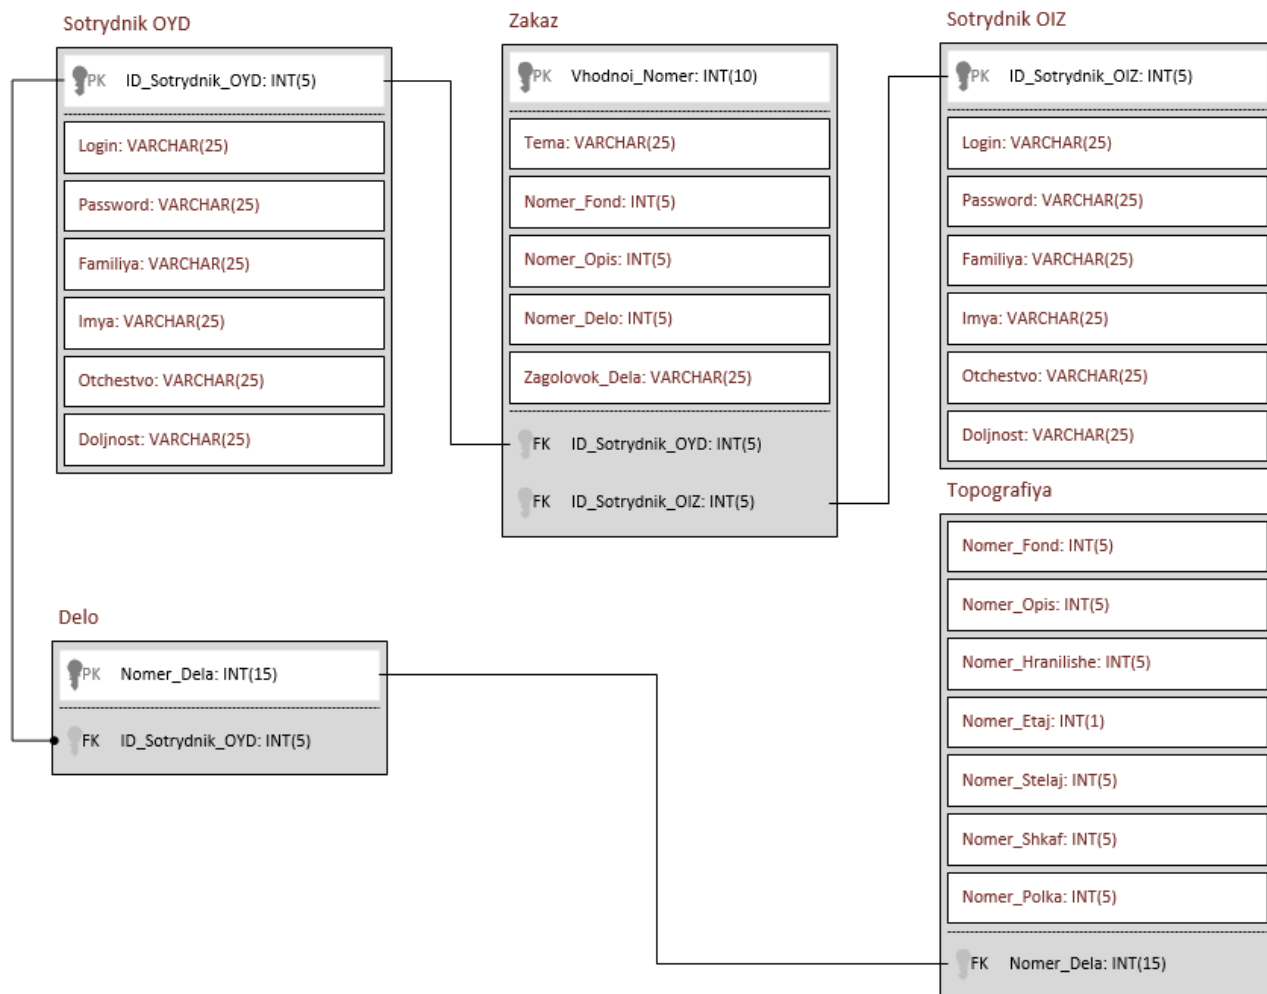 Sotrydnik OYD
PK ID_Sotrydnik_OYD: INT(5)
Login: VARCHAR(25)
Password: VARCHAR(25)
Familiya: VARCHAR(25)
Imya: VARCHAR(25)
Otchestvo: VARCHAR(25)
Doljnost: VARCHAR(25)
Zakaz
PK Vhodnoi_Nomer: INT(10)
Tema: VARCHAR(25)
Nomer_Fond: INT(5)
Nomer_Opis: INT(5)
Nomer_Delo: INT(5)
Zagolovok_Dela: VARCHAR(25)
FK ID_Sotrydnik_OYD: INT(5)
FK ID_Sotrydnik_OIZ: INT(5)
Sotrydnik OIZ
PK ID_Sotrydnik_OIZ: INT(5)
Login: VARCHAR(25)
Password: VARCHAR(25)
Familiya: VARCHAR(25)
Imya: VARCHAR(25)
Otchestvo: VARCHAR(25)
Doljnost: VARCHAR(25)
Delo
PK Nomer_Dela: INT(15)
FK ID_Sotrydnik_OYD: INT(5)
Topografiya
Nomer_Fond: INT(5)
Nomer_Opis: INT(5)
Nomer_Hranilishe: INT(5)
Nomer_Etaj: INT(1)
Nomer_Stelaj: INT(5)
Nomer_Shkaf: INT(5)
Nomer_Polka: INT(5)
FK Nomer_Dela: INT(15)